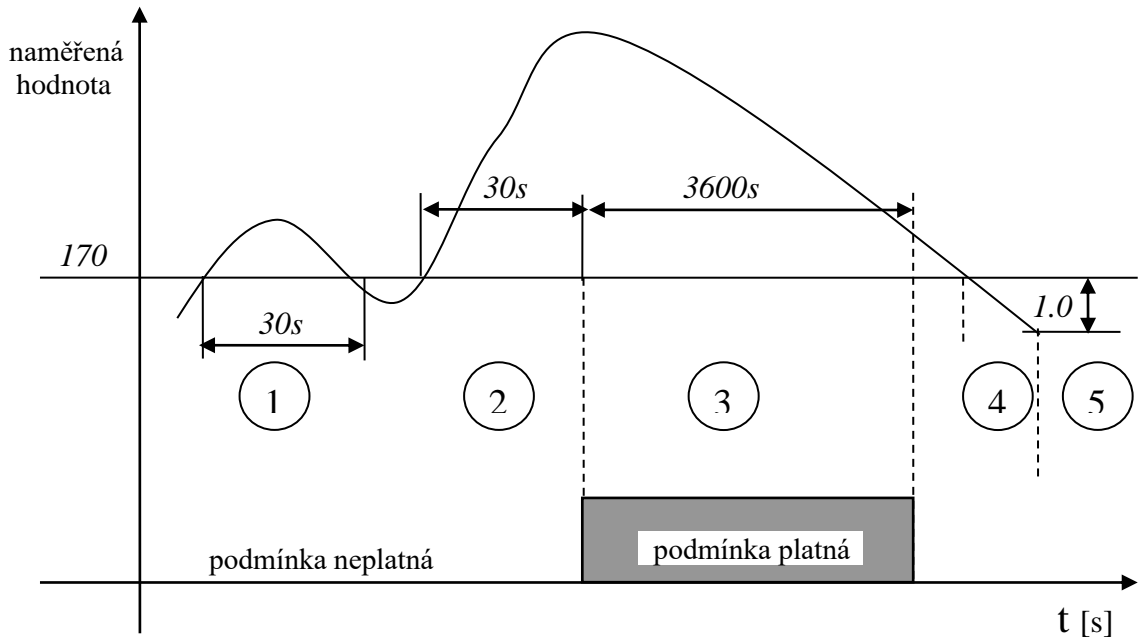 naměřená
hodnota
30s
3600s
170
1.0
30s
1
2
3
4
5
podmínka neplatná
podmínka platná
t [s]